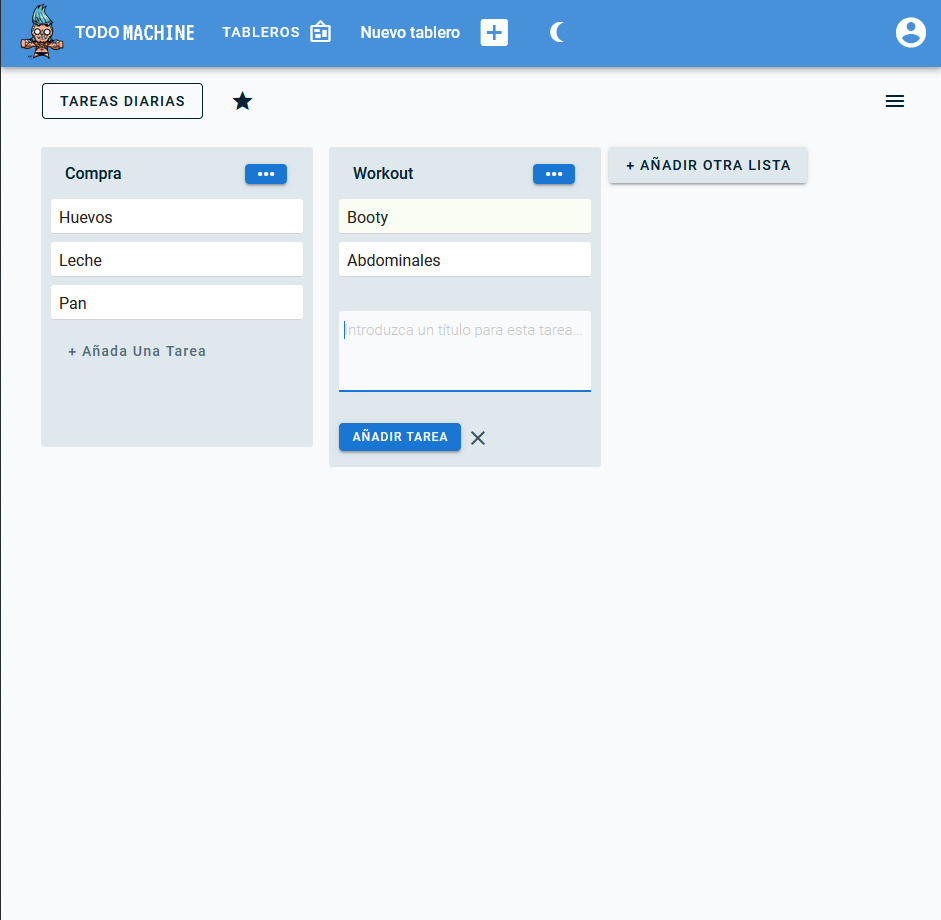 TODO MACHINE
TABLEROS
Nuevo tablero
TAREAS DIARIAS
Compra
Huevos
Leche
Pan
+ Añada Una Tarea
Workout
Booty
Abdominales
Introduzca un título para esta tarea...
AÑADIR TAREA
+ AÑADIR OTRA LISTA